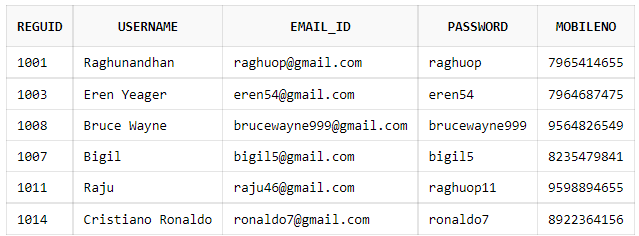 REGUID USERNAME EMAIL_ID PASSWORD MOBILENO
1001 Raghunandhan raghuop@gmail.com raghuop 7965414655
1003 Eren Yeager eren54@gmail.com eren54 7964687475
1008 Bruce Wayne brucewayne999@gmail.com brucewayne999 9564826549
1007 Bigil bigil5@gmail.com bigil5 8235479841
1011 Raju raju46@gmail.com raghuop11 9598894655
1014 Cristiano Ronaldo ronaldo7@gmail.com ronaldo7 8922364156